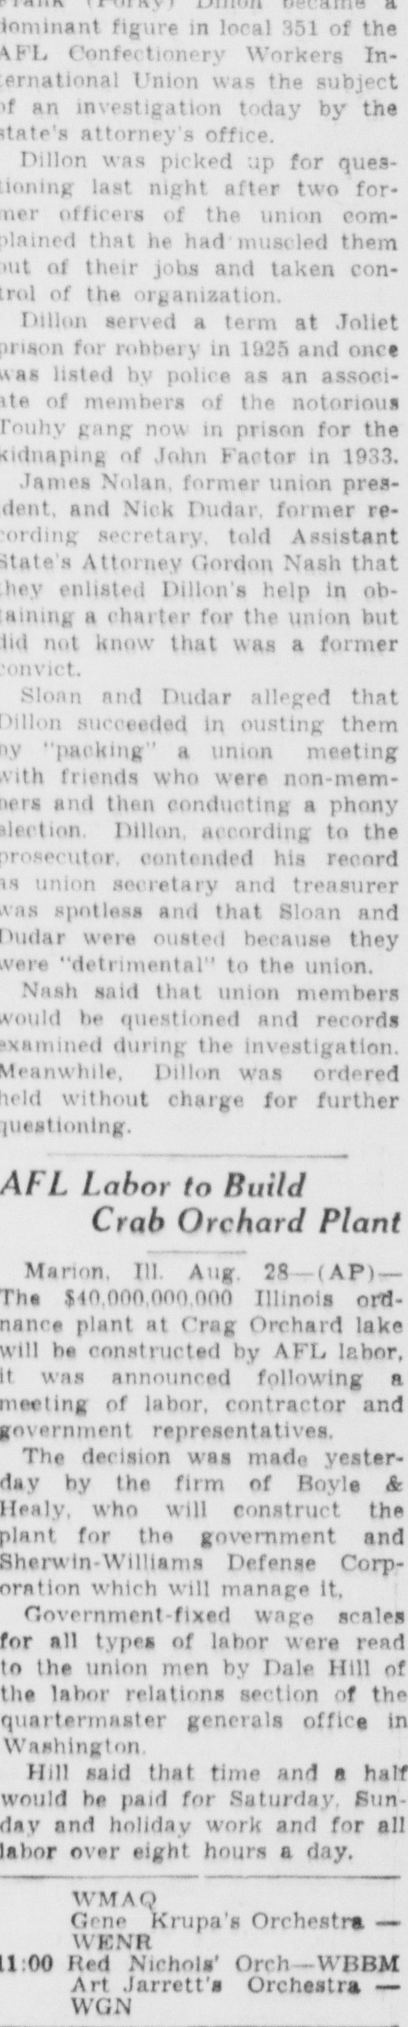 (Porky) Dillon became a
dominant figure in local 351 of the
AFL Confectionery Workers In-
ternational Union was the subject
of an investigation today by the
state's attorney's office.
Dillon was picked up for ques-
tioning last night after two for-
mer officers of the union com-
plained that he had muscled them
out of their jobs and taken con-
trol of the organization.
Dillon served a term at Joliet
prison for robbery in 1925 and once
was listed by police as an associ-
ate of members of the notorious
Touhy gang now in prison for the
kidnaping of John Factor in 1933.
James Nolan, former union pres-
ident, and Nick Dudar, former re-
cording secretary, told Assistant
State's Attorney Gordon Nash that
they enlisted Dillon's help in ob-
taining a charter for the union but
did not know that was a former
convict.
Sloan and Dudar alleged that
Dillon succeeded in ousting them
by "packing" a union meeting
with friends who were non-mem-
bers and then conducting a phony
election. Dillon, according to the
prosecutor, contended his record
as union secretary and treasurer
was spotless and that Sloan and
Dudar were ousted because they
were "detrimental" to the union.
Nash said that union members
would be questioned and records
examined during the investigation.
Meanwhile, Dillon was ordered
held without charge for further
questioning.
AFL Labor to Build
Crab Orchard Plant
Marion, Ill. Aug. 28—(AP)—
The $40,000,000,000 Illinois ord-
nance plant at Crag Orchard lake
will be constructed by AFL labor,
it was announced following a
meeting of labor, contractor and
government representatives.
The decision was made yester-
day by the firm of Boyle &
Healy, who will construct the
plant for the government and
Sherwin-Williams Defense Corp-
oration which will manage it.
Government-fixed wage scales
for all types of labor were read
to the union men by Dale Hill of
the labor relations section of the
quartermaster generals office in
Washington.
Hill said that time and a half
would be paid for Saturday, Sun-
day and holiday work and for all
labor over eight hours a day.
WMAQ
Gene Krupa's Orchestra —
WENR
11:00 Red Nichols' Orch—WBBM
Art Jarrett's Orchestra —
WGN